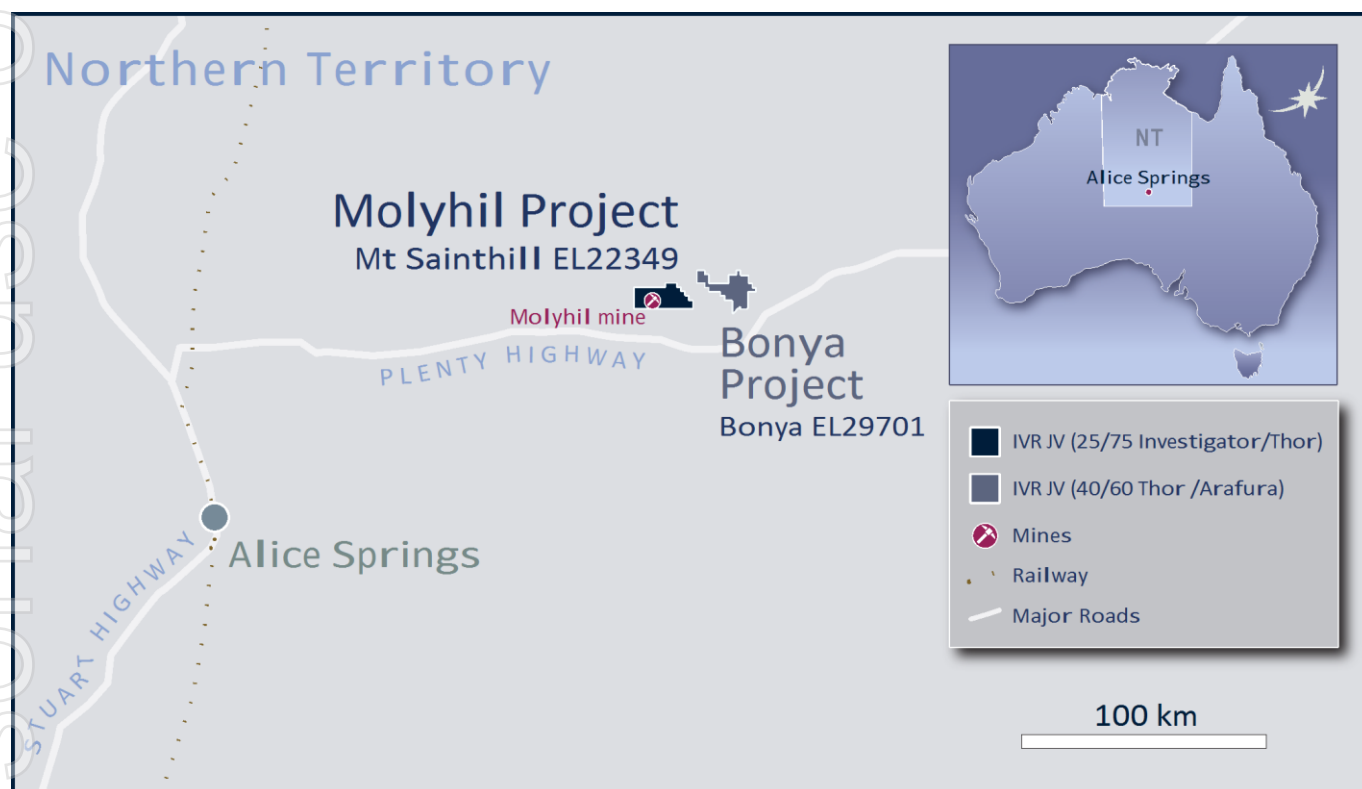 Northern Territory
Molyhil Project
Mt Sainthill EL22349
Molyhil mine
PLENTY HIGHWAY
Bonya
Project
Bonya EL29701
Alice Springs
STUART HIGHWAY
NT
Alice Springs
IVR JV (25/75 Investigator/Thor)
IVR JV (40/60 Thor /Arafura)
Mines
Railway
Major Roads
100 km